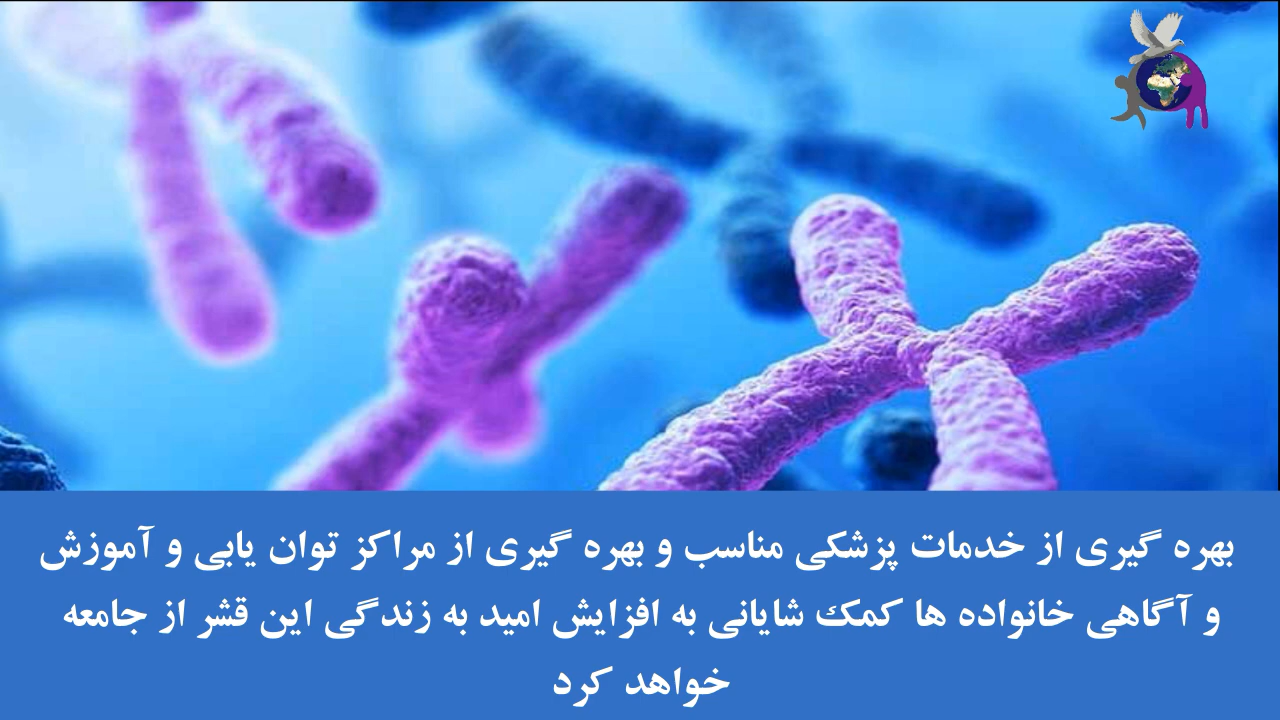 بهره گیری از خدمات پزشکی مناسب و بهره گیری از مراکز توان یابی و آموزش
و آگاهی خانواده ها کمک شایانی به افزایش امید به زندگی این قشر از جامعه
خواهد کرد